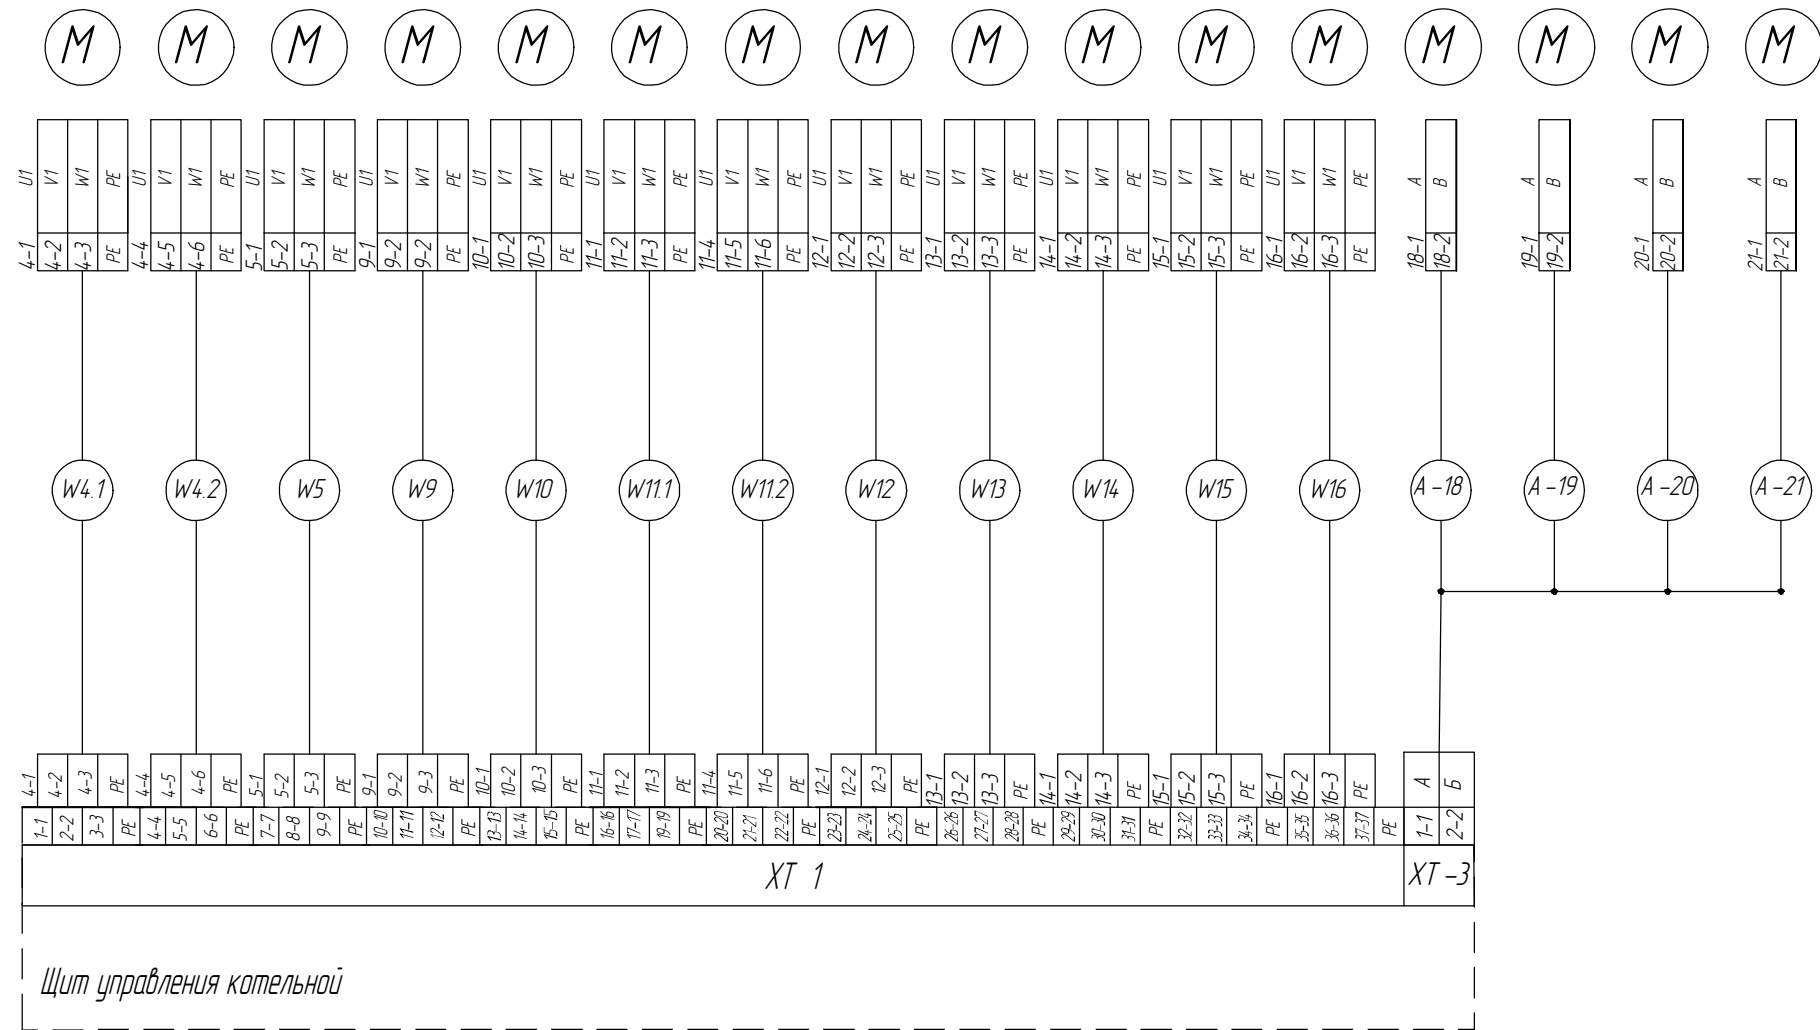 M M M M M M M M M M M M M M M M
U1 V1 W1 PE U1 V1 W1 PE U1 V1 W1 PE U1 V1 W1 PE U1 V1 W1 PE U1 V1 W1 PE U1 V1 W1 PE U1 V1 W1 PE U1 V1 W1 PE U1 V1 W1 PE U1 V1 W1 PE U1 V1 W1 PE A B A B A B A B
4-1 4-2 4-3 PE 4-4 4-5 4-6 PE 5-1 5-2 5-3 PE 9-1 9-2 9-2 PE 10-1 10-2 10-3 PE 11-1 11-2 11-3 PE 11-4 11-5 11-6 PE 12-1 12-2 12-3 PE 13-1 13-2 13-3 PE 14-1 14-2 14-3 PE 15-1 15-2 15-3 PE 16-1 16-2 16-3 PE 18-1 18-2 19-1 19-2 20-1 20-2 21-1 21-2
W4.1 W4.2 W5 W9 W10 W11.1 W11.2 W12 W13 W14 W15 W16 A-18 A-19 A-20 A-21
4-1 4-2 4-3 PE 4-4 4-5 4-6 PE 5-1 5-2 5-3 PE 9-1 9-2 9-3 PE 10-1 10-2 10-3 PE 11-1 11-2 11-3 PE 11-4 11-5 11-6 PE 12-1 12-2 12-3 PE 13-1 13-2 13-3 PE 14-1 14-2 14-3 PE 15-1 15-2 15-3 PE 16-1 16-2 16-3 PE А Б
1-1 2-2 3-3 PE 4-4 5-5 6-6 PE 7-7 8-8 9-9 PE 10-10 11-11 12-12 PE 13-13 14-14 15-15 PE 16-16 17-17 19-19 PE 20-20 21-21 22-22 PE 23-23 24-24 25-25 PE 26-26 27-27 28-28 PE 29-29 30-30 31-31 PE 32-32 33-33 34-34 PE 35-35 36-36 37-37 PE 1-1 2-2
XT 1 XT-3
Щит управления котельной